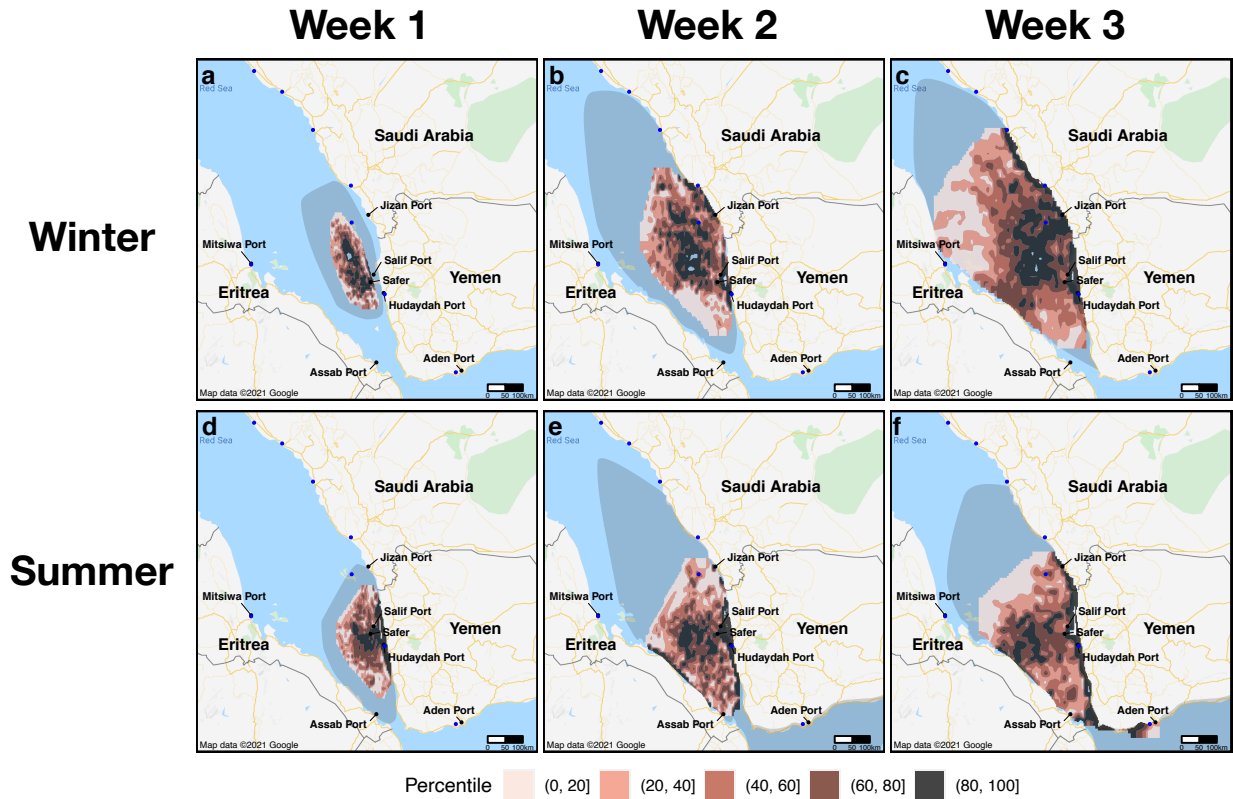 Week 1 Week 2 Week 3
Winter
a
Red Sea
Saudi Arabia
Jizan Port
Mitsiwa Port
Salif Port
Safer
Yemen
Eritrea
Hudaydah Port
Aden Port
Assab Port
Map data ©2021 Google
0 50 100km
b
Red Sea
Saudi Arabia
Jizan Port
Mitsiwa Port
Salif Port
Safer
Yemen
Eritrea
Hudaydah Port
Aden Port
Assab Port
Map data ©2021 Google
0 50 100km
c
Red Sea
Saudi Arabia
Jizan Port
Mitsiwa Port
Salif Port
Safer
Yemen
Eritrea
Hudaydah Port
Aden Port
Assab Port
Map data ©2021 Google
0 50 100km
Summer
d
Red Sea
Saudi Arabia
Jizan Port
Mitsiwa Port
Salif Port
Safer
Yemen
Eritrea
Hudaydah Port
Aden Port
Assab Port
Map data ©2021 Google
0 50 100km
e
Red Sea
Saudi Arabia
Jizan Port
Mitsiwa Port
Salif Port
Safer
Yemen
Eritrea
Hudaydah Port
Aden Port
Assab Port
Map data ©2021 Google
0 50 100km
f
Red Sea
Saudi Arabia
Jizan Port
Mitsiwa Port
Salif Port
Safer
Yemen
Eritrea
Hudaydah Port
Aden Port
Assab Port
Map data ©2021 Google
0 50 100km
Percentile (0, 20] (20, 40] (40, 60] (60, 80] (80, 100]